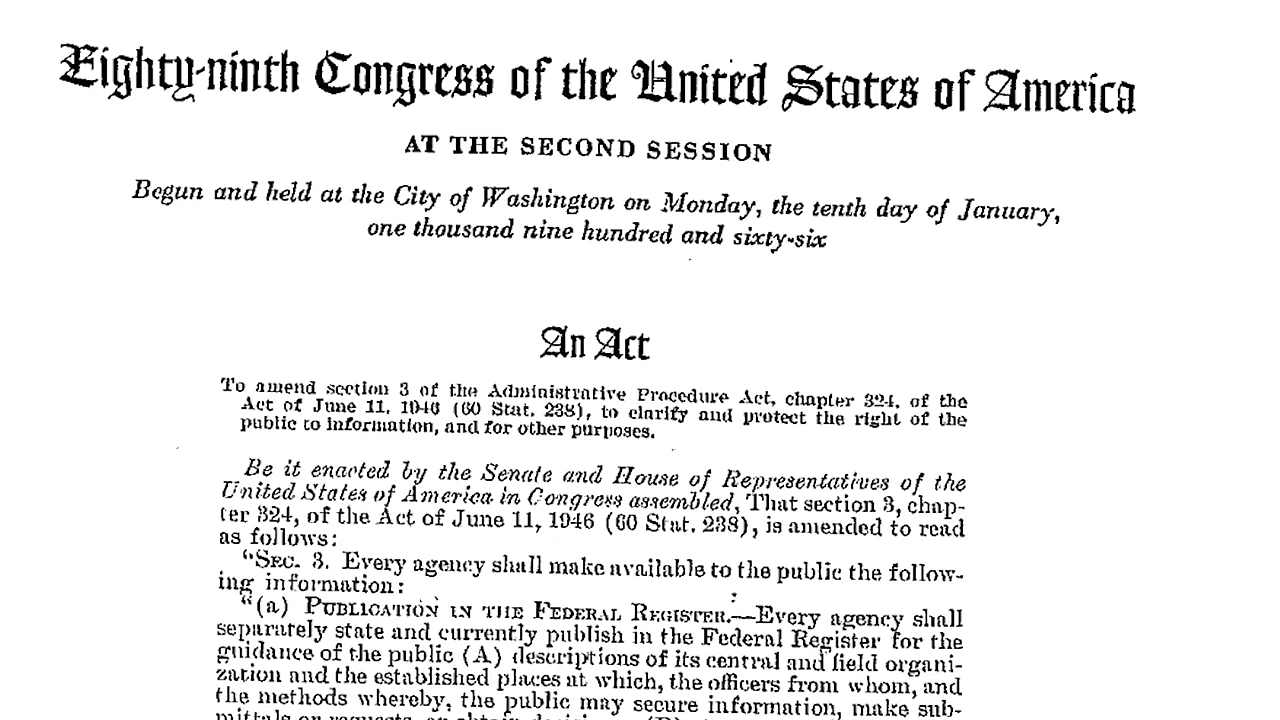 Eighty-ninth Congress of the United States of America
AT THE SECOND SESSION
Begun and held at the City of Washington on Monday, the tenth day of January,
one thousand nine hundred and sixty-six
An Act
To amend section 3 of the Administrative Procedure Act, chapter 324, of the
Act of June 11, 1946 (60 Stat. 238), to clarify and protect the right of the
public to information, and for other purposes.
Be it enacted by the Senate and House of Representatives of the
United States of America in Congress assembled, That section 3, chap-
ter 324, of the Act of June 11, 1946 (60 Stat. 238), is amended to read
as follows:
"SEC. 3. Every agency shall make available to the public the follow-
ing information:
"(a) PUBLICATION IN THE FEDERAL REGISTER.—Every agency shall
separately state and currently publish in the Federal Register for the
guidance of the public (A) descriptions of its central and field organi-
zation and the established places at which, the officers from whom, and
the methods whereby, the public may secure information, make sub-
mittals or requests, or obtain